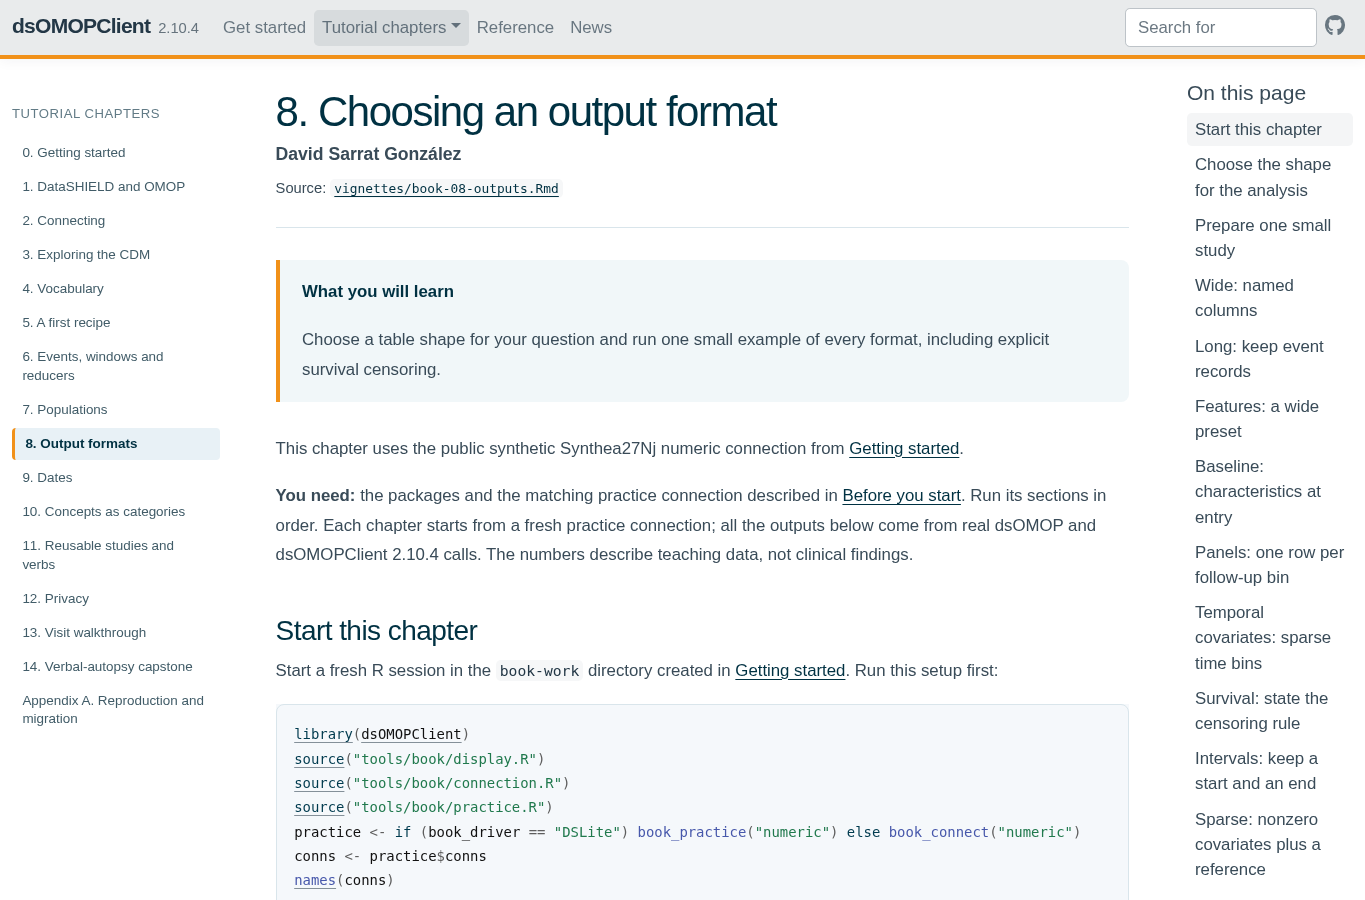 dsOMOPClient 2.10.4 Get started Tutorial chapters Reference News Search for
TUTORIAL CHAPTERS
0. Getting started
1. DataSHIELD and OMOP
2. Connecting
3. Exploring the CDM
4. Vocabulary
5. A first recipe
6. Events, windows and
reducers
7. Populations
8. Output formats
9. Dates
10. Concepts as categories
11. Reusable studies and
verbs
12. Privacy
13. Visit walkthrough
14. Verbal-autopsy capstone
Appendix A. Reproduction and
migration
8. Choosing an output format
David Sarrat González
Source: vignettes/book-08-outputs.Rmd
What you will learn
Choose a table shape for your question and run one small example of every format, including explicit
survival censoring.
This chapter uses the public synthetic Synthea27Nj numeric connection from Getting started.
You need: the packages and the matching practice connection described in Before you start. Run its sections in
order. Each chapter starts from a fresh practice connection; all the outputs below come from real dsOMOP and
dsOMOPClient 2.10.4 calls. The numbers describe teaching data, not clinical findings.
Start this chapter
Start a fresh R session in the book-work directory created in Getting started. Run this setup first:
library(dsOMOPClient)
source("tools/book/display.R")
source("tools/book/connection.R")
source("tools/book/practice.R")
practice <- if (book_driver == "DSLite") book_practice("numeric") else book_connect("numeric")
conns <- practice$conns
names(conns)
On this page
Start this chapter
Choose the shape
for the analysis
Prepare one small
study
Wide: named
columns
Long: keep event
records
Features: a wide
preset
Baseline:
characteristics at
entry
Panels: one row per
follow-up bin
Temporal
covariates: sparse
time bins
Survival: state the
censoring rule
Intervals: keep a
start and an end
Sparse: nonzero
covariates plus a
reference